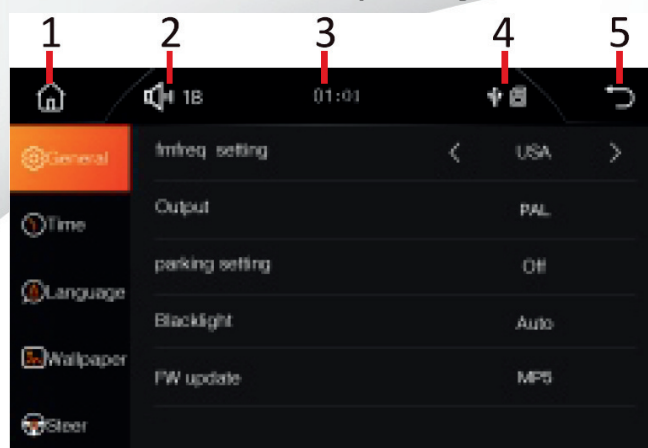 1 2 3 4 5
18 01:01
General fmfreq setting < USA >
Time Output PAL
parking setting Off
Language
Blacklight Auto
Wallpaper
FW update MP5
Steer